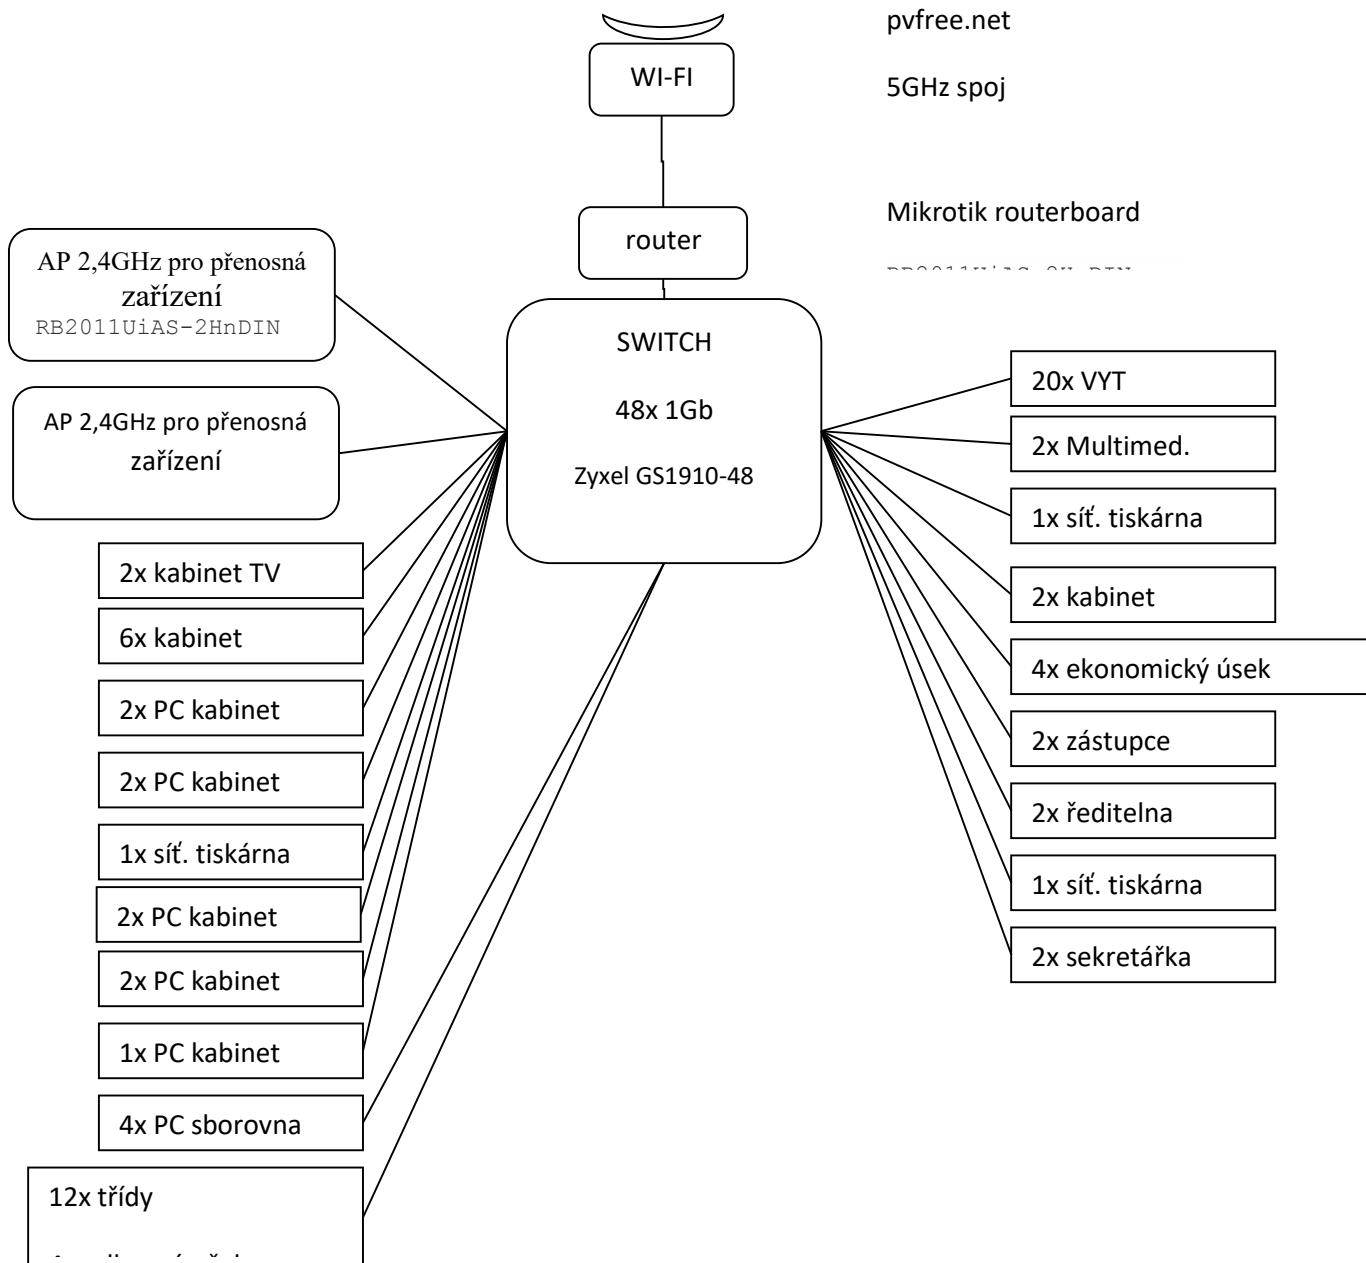 pvfree.net
WI-FI
5GHz spoj
Mikrotik routerboard
router
AP 2,4GHz pro přenosná
zařízení
RB2011UiAS-2HnDIN
SWITCH
48x 1Gb
Zyxel GS1910-48
AP 2,4GHz pro přenosná
zařízení
2x kabinet TV
6x kabinet
2x PC kabinet
2x PC kabinet
1x síť. tiskárna
2x PC kabinet
2x PC kabinet
1x PC kabinet
4x PC sborovna
12x třídy
20x VYT
2x Multimed.
1x síť. tiskárna
2x kabinet
4x ekonomický úsek
2x zástupce
2x ředitelna
1x síť. tiskárna
2x sekretářka